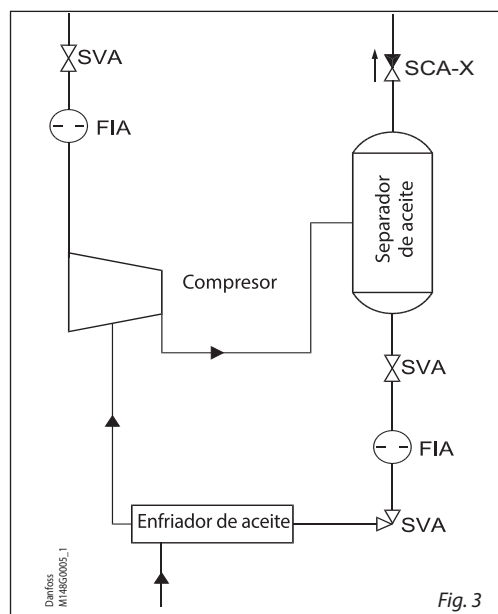 SVA
SCA-X
FIA
Separador
de aceite
Compresor
SVA
FIA
Enfriador de aceite
SVA
Danfoss
M148G0005_1
Fig. 3